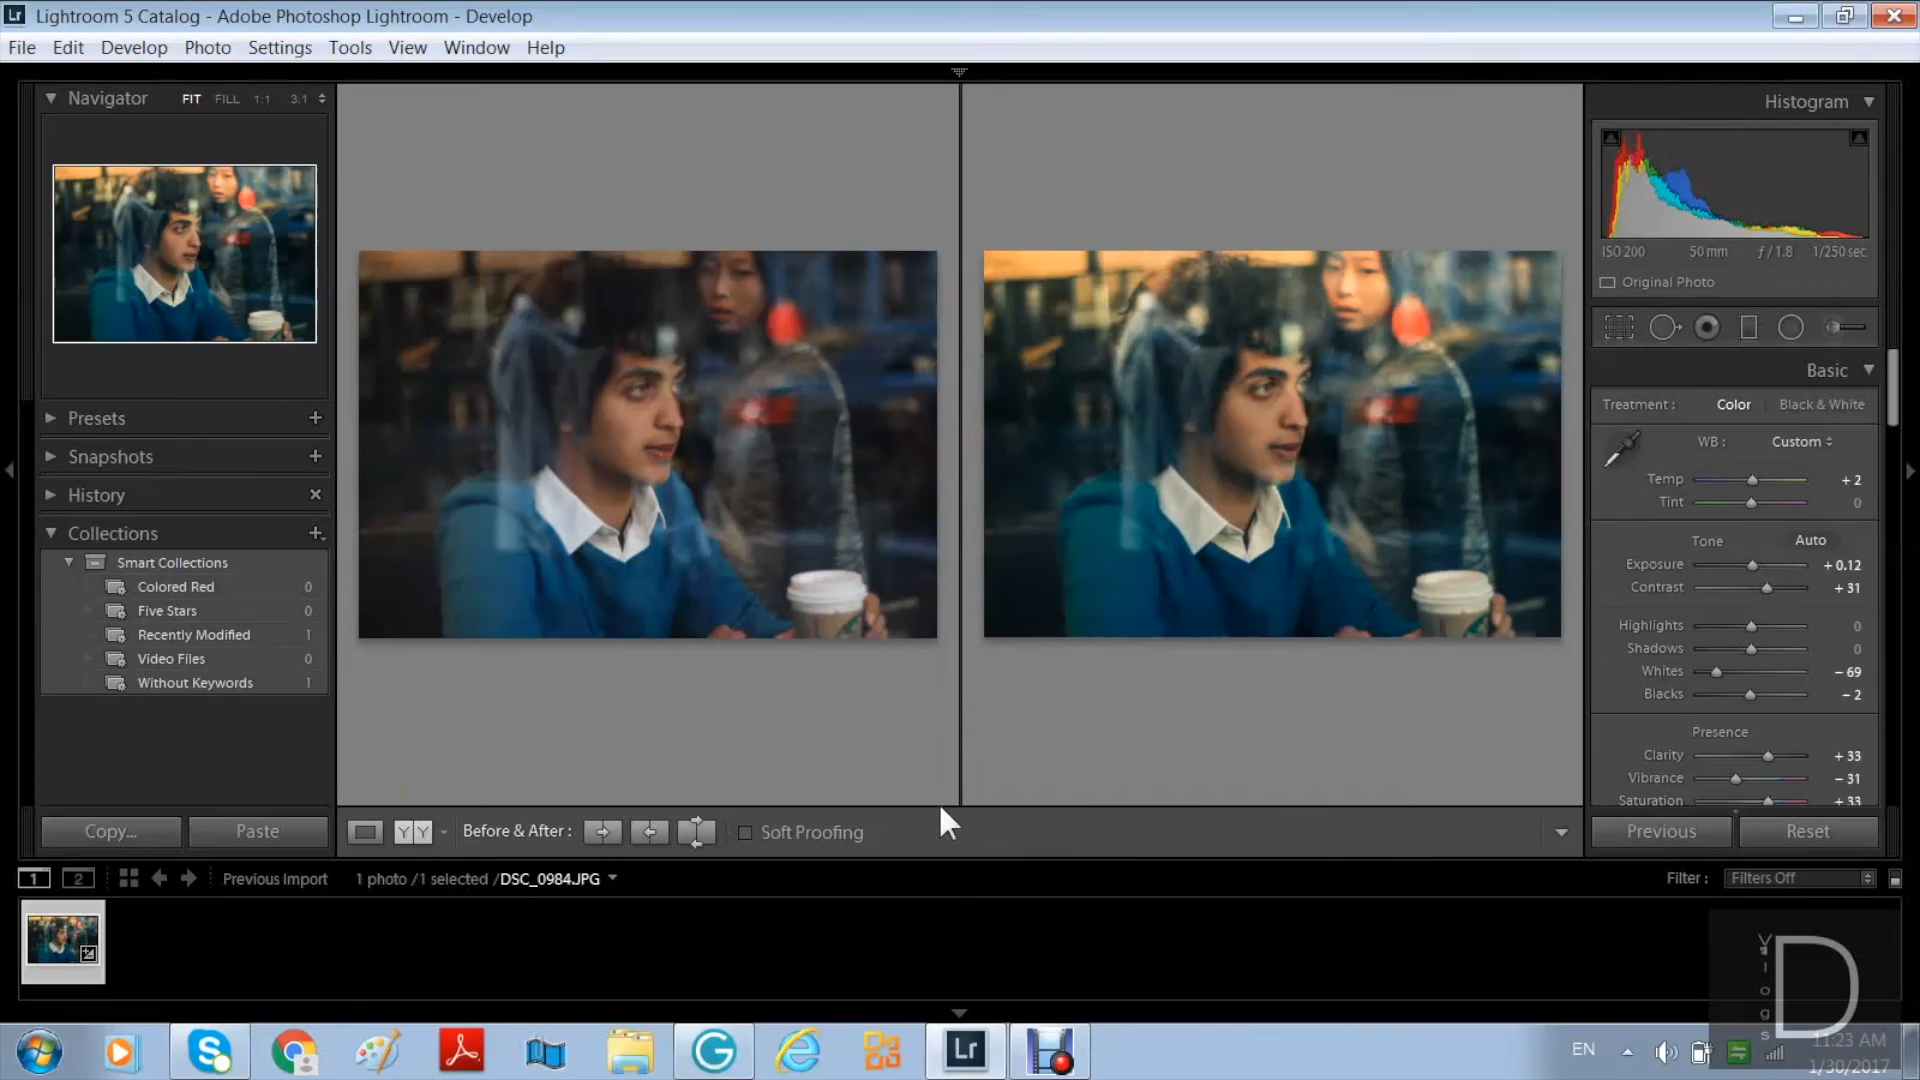 Lightroom 5 Catalog - Adobe Photoshop Lightroom - Develop
File Edit Develop Photo Settings Tools View Window Help
Navigator FIT FILL 1:1 3:1
Presets
Snapshots
History
Collections
Smart Collections
Colored Red 0
Five Stars 0
Recently Modified 1
Video Files 0
Without Keywords 1
Copy... Paste
Before & After : Soft Proofing
Histogram
ISO 200 50 mm ƒ / 1.8 1/250 sec
Original Photo
Basic
Treatment : Color Black & White
WB : Custom
Temp + 2
Tint 0
Tone Auto
Exposure + 0.12
Contrast + 31
Highlights 0
Shadows 0
Whites - 69
Blacks - 2
Presence
Clarity + 33
Vibrance - 31
Saturation + 33
Previous Reset
1 2 Previous Import 1 photo /1 selected /DSC_0984.JPG Filter : Filters Off
Vlogs D
Lr EN 11:23 AM
1/30/2017